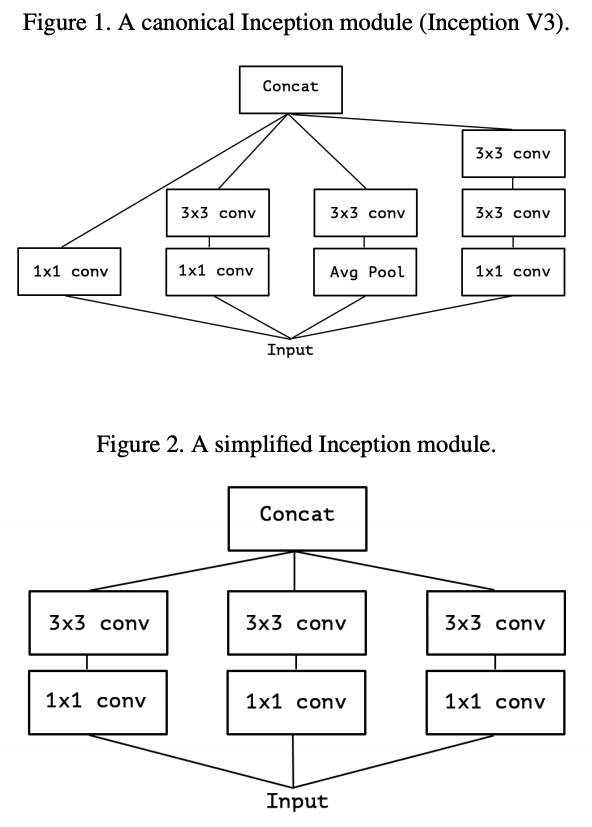 Figure 1. A canonical Inception module (Inception V3).
Concat
3x3 conv
3x3 conv
3x3 conv
3x3 conv
1x1 conv
1x1 conv
Avg Pool
1x1 conv
Input
Figure 2. A simplified Inception module.
Concat
3x3 conv
3x3 conv
3x3 conv
1x1 conv
1x1 conv
1x1 conv
Input